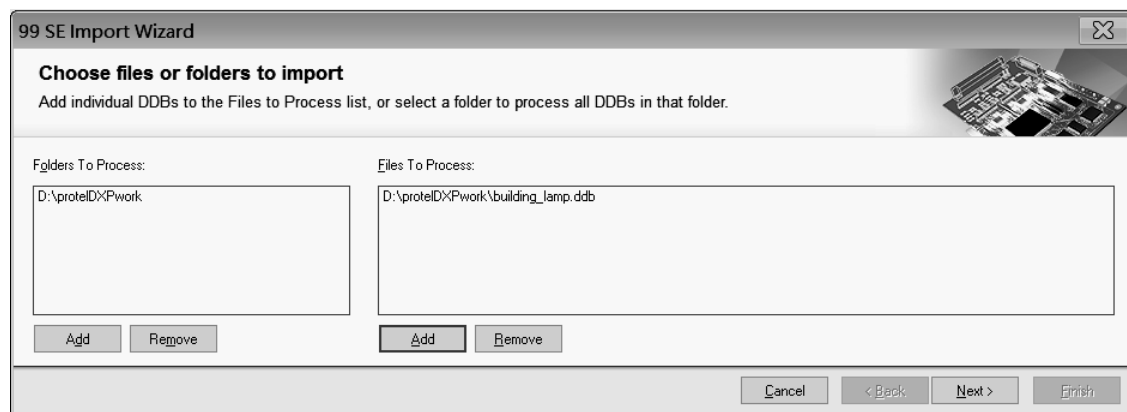 99 SE Import Wizard
Choose files or folders to import
Add individual DDBs to the Files to Process list, or select a folder to process all DDBs in that folder.
Folders To Process:
D:\protelDXPwork
Add
Remove
Files To Process:
D:\protelDXPwork\building_lamp.ddb
Add
Remove
Cancel
< Back
Next >
Finish